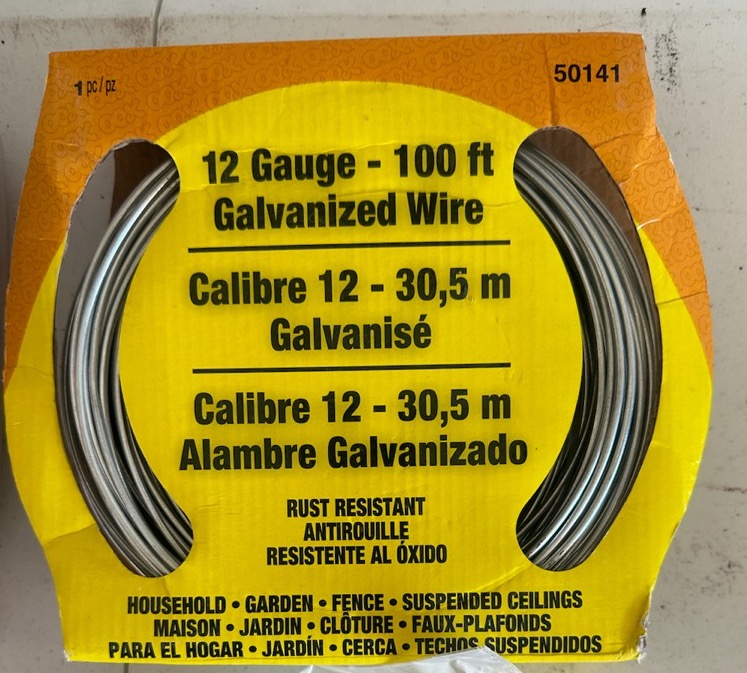 1 pc/pz
50141
12 Gauge - 100 ft
Galvanized Wire
Calibre 12 - 30,5 m
Galvanisé
Calibre 12 - 30,5 m
Alambre Galvanizado
RUST RESISTANT
ANTIROUILLE
RESISTENTE AL ÓXIDO
HOUSEHOLD • GARDEN • FENCE • SUSPENDED CEILINGS
MAISON • JARDIN • CLÔTURE • FAUX-PLAFONDS
PARA EL HOGAR • JARDÍN • CERCA • TECHOS SUSPENDIDOS